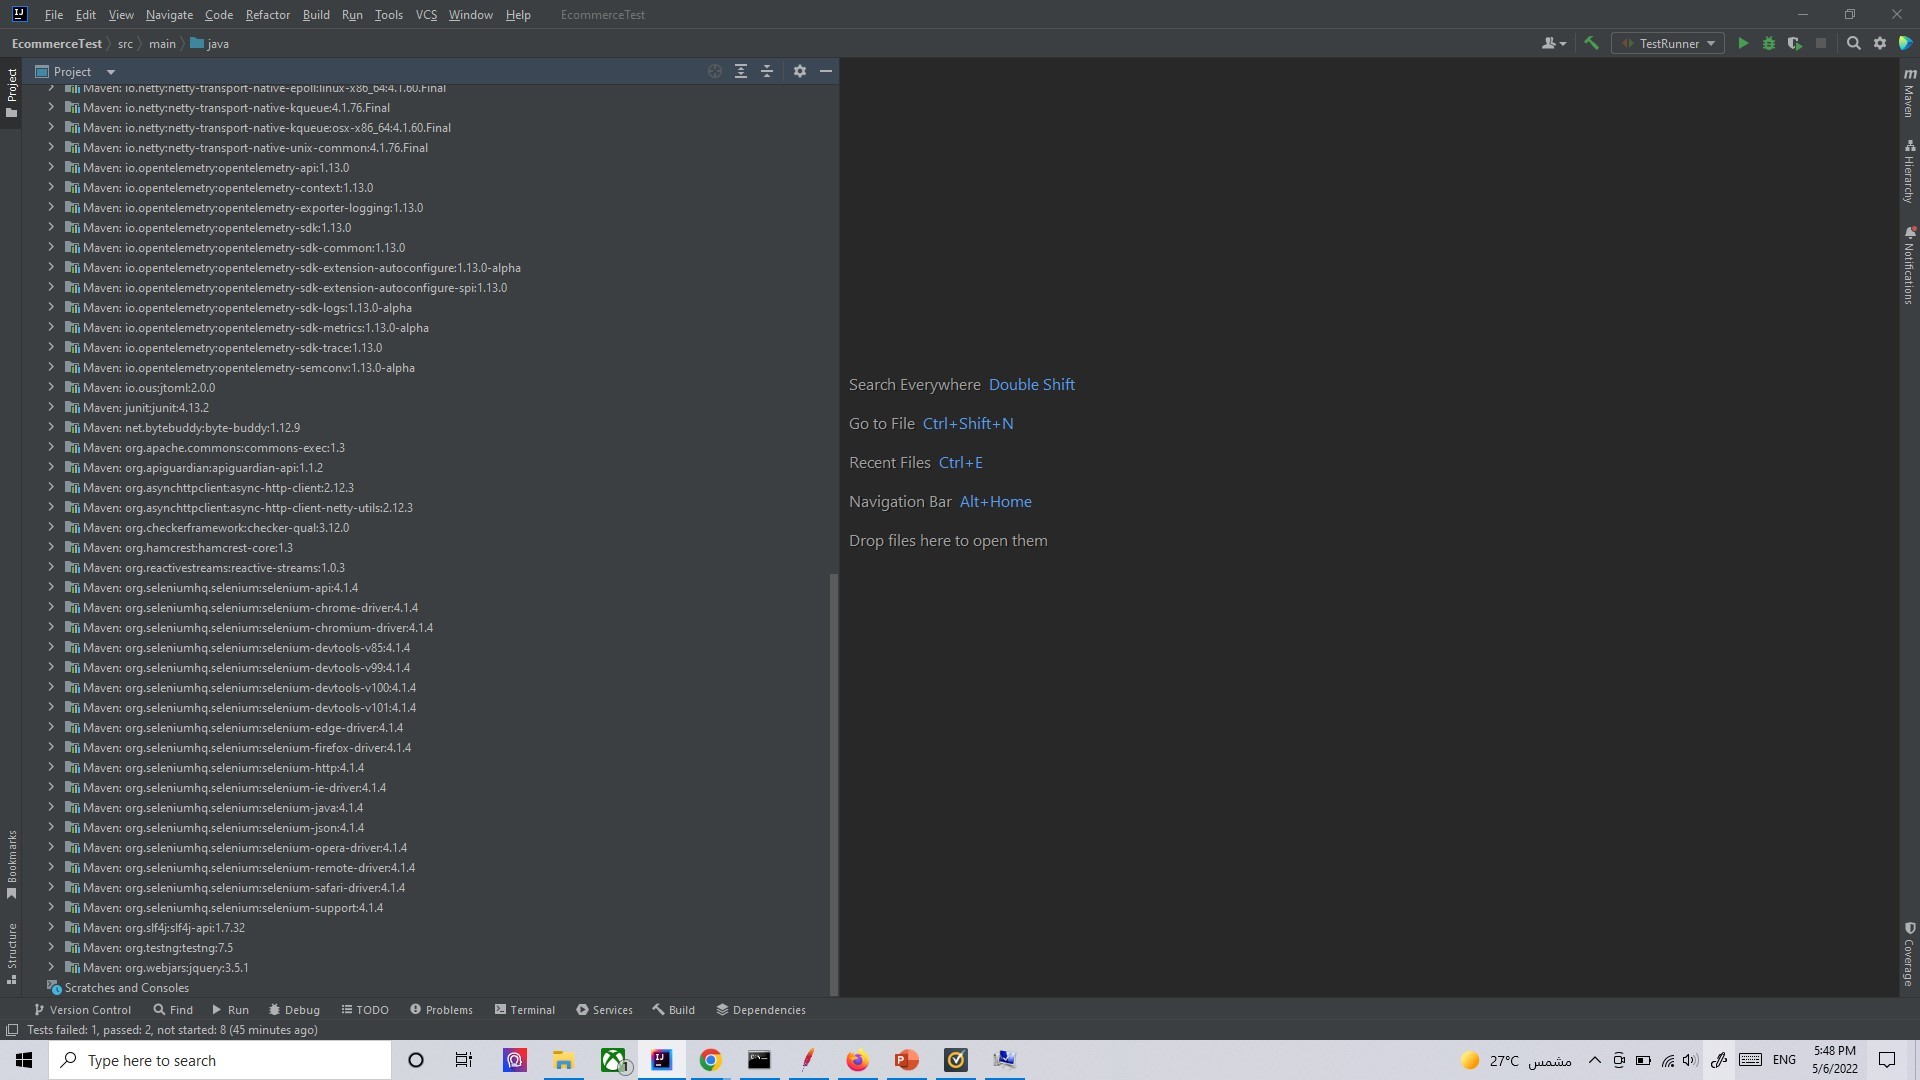 File Edit View Navigate Code Refactor Build Run Tools VCS Window Help EcommerceTest
EcommerceTest src main java TestRunner
Project
Maven: io.netty:netty-transport-native-epoll:linux-x86_64:4.1.60.Final
Maven: io.netty:netty-transport-native-kqueue:4.1.76.Final
Maven: io.netty:netty-transport-native-kqueue:osx-x86_64:4.1.60.Final
Maven: io.netty:netty-transport-native-unix-common:4.1.76.Final
Maven: io.opentelemetry:opentelemetry-api:1.13.0
Maven: io.opentelemetry:opentelemetry-context:1.13.0
Maven: io.opentelemetry:opentelemetry-exporter-logging:1.13.0
Maven: io.opentelemetry:opentelemetry-sdk:1.13.0
Maven: io.opentelemetry:opentelemetry-sdk-common:1.13.0
Maven: io.opentelemetry:opentelemetry-sdk-extension-autoconfigure:1.13.0-alpha
Maven: io.opentelemetry:opentelemetry-sdk-extension-autoconfigure-spi:1.13.0
Maven: io.opentelemetry:opentelemetry-sdk-logs:1.13.0-alpha
Maven: io.opentelemetry:opentelemetry-sdk-metrics:1.13.0-alpha
Maven: io.opentelemetry:opentelemetry-sdk-trace:1.13.0
Maven: io.opentelemetry:opentelemetry-semconv:1.13.0-alpha
Maven: io.ous:jtoml:2.0.0
Maven: junit:junit:4.13.2
Maven: net.bytebuddy:byte-buddy:1.12.9
Maven: org.apache.commons:commons-exec:1.3
Maven: org.apiguardian:apiguardian-api:1.1.2
Maven: org.asynchttpclient:async-http-client:2.12.3
Maven: org.asynchttpclient:async-http-client-netty-utils:2.12.3
Maven: org.checkerframework:checker-qual:3.12.0
Maven: org.hamcrest:hamcrest-core:1.3
Maven: org.reactivestreams:reactive-streams:1.0.3
Maven: org.seleniumhq.selenium:selenium-api:4.1.4
Maven: org.seleniumhq.selenium:selenium-chrome-driver:4.1.4
Maven: org.seleniumhq.selenium:selenium-chromium-driver:4.1.4
Maven: org.seleniumhq.selenium:selenium-devtools-v85:4.1.4
Maven: org.seleniumhq.selenium:selenium-devtools-v99:4.1.4
Maven: org.seleniumhq.selenium:selenium-devtools-v100:4.1.4
Maven: org.seleniumhq.selenium:selenium-devtools-v101:4.1.4
Maven: org.seleniumhq.selenium:selenium-edge-driver:4.1.4
Maven: org.seleniumhq.selenium:selenium-firefox-driver:4.1.4
Maven: org.seleniumhq.selenium:selenium-http:4.1.4
Maven: org.seleniumhq.selenium:selenium-ie-driver:4.1.4
Maven: org.seleniumhq.selenium:selenium-java:4.1.4
Maven: org.seleniumhq.selenium:selenium-json:4.1.4
Maven: org.seleniumhq.selenium:selenium-opera-driver:4.1.4
Maven: org.seleniumhq.selenium:selenium-remote-driver:4.1.4
Maven: org.seleniumhq.selenium:selenium-safari-driver:4.1.4
Maven: org.seleniumhq.selenium:selenium-support:4.1.4
Maven: org.slf4j:slf4j-api:1.7.32
Maven: org.testng:testng:7.5
Maven: org.webjars:jquery:3.5.1
Scratches and Consoles
Search Everywhere Double Shift
Go to File Ctrl+Shift+N
Recent Files Ctrl+E
Navigation Bar Alt+Home
Drop files here to open them
Project
Bookmarks
Structure
Maven
Hierarchy
Notifications
Coverage
Version Control Find Run Debug TODO Problems Terminal Services Build Dependencies
Tests failed: 1, passed: 2, not started: 8 (45 minutes ago)
Type here to search
27°C مشمس
ENG
5:48 PM
5/6/2022